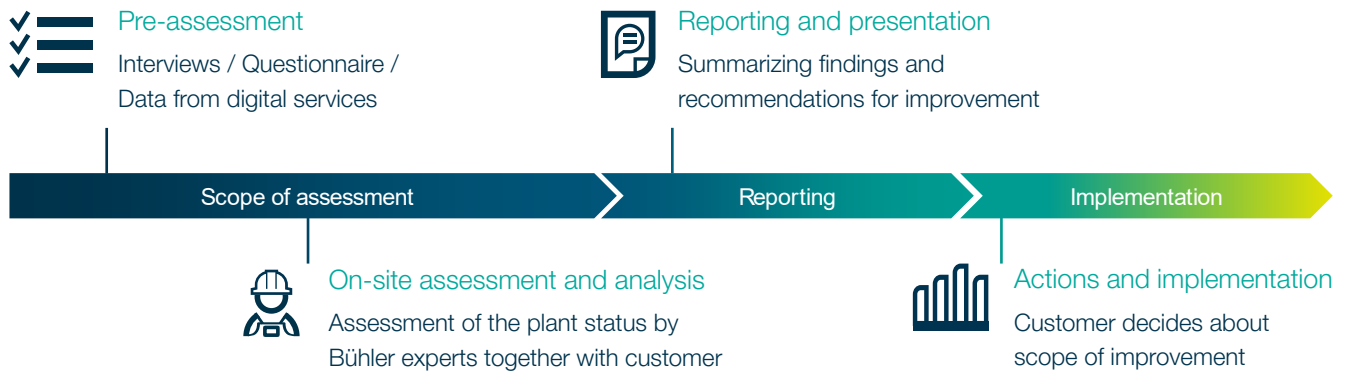 Pre-assessment
Interviews / Questionnaire /
Data from digital services
Reporting and presentation
Summarizing findings and
recommendations for improvement
Scope of assessment
Reporting
Implementation
On-site assessment and analysis
Assessment of the plant status by
Bühler experts together with customer
Actions and implementation
Customer decides about
scope of improvement